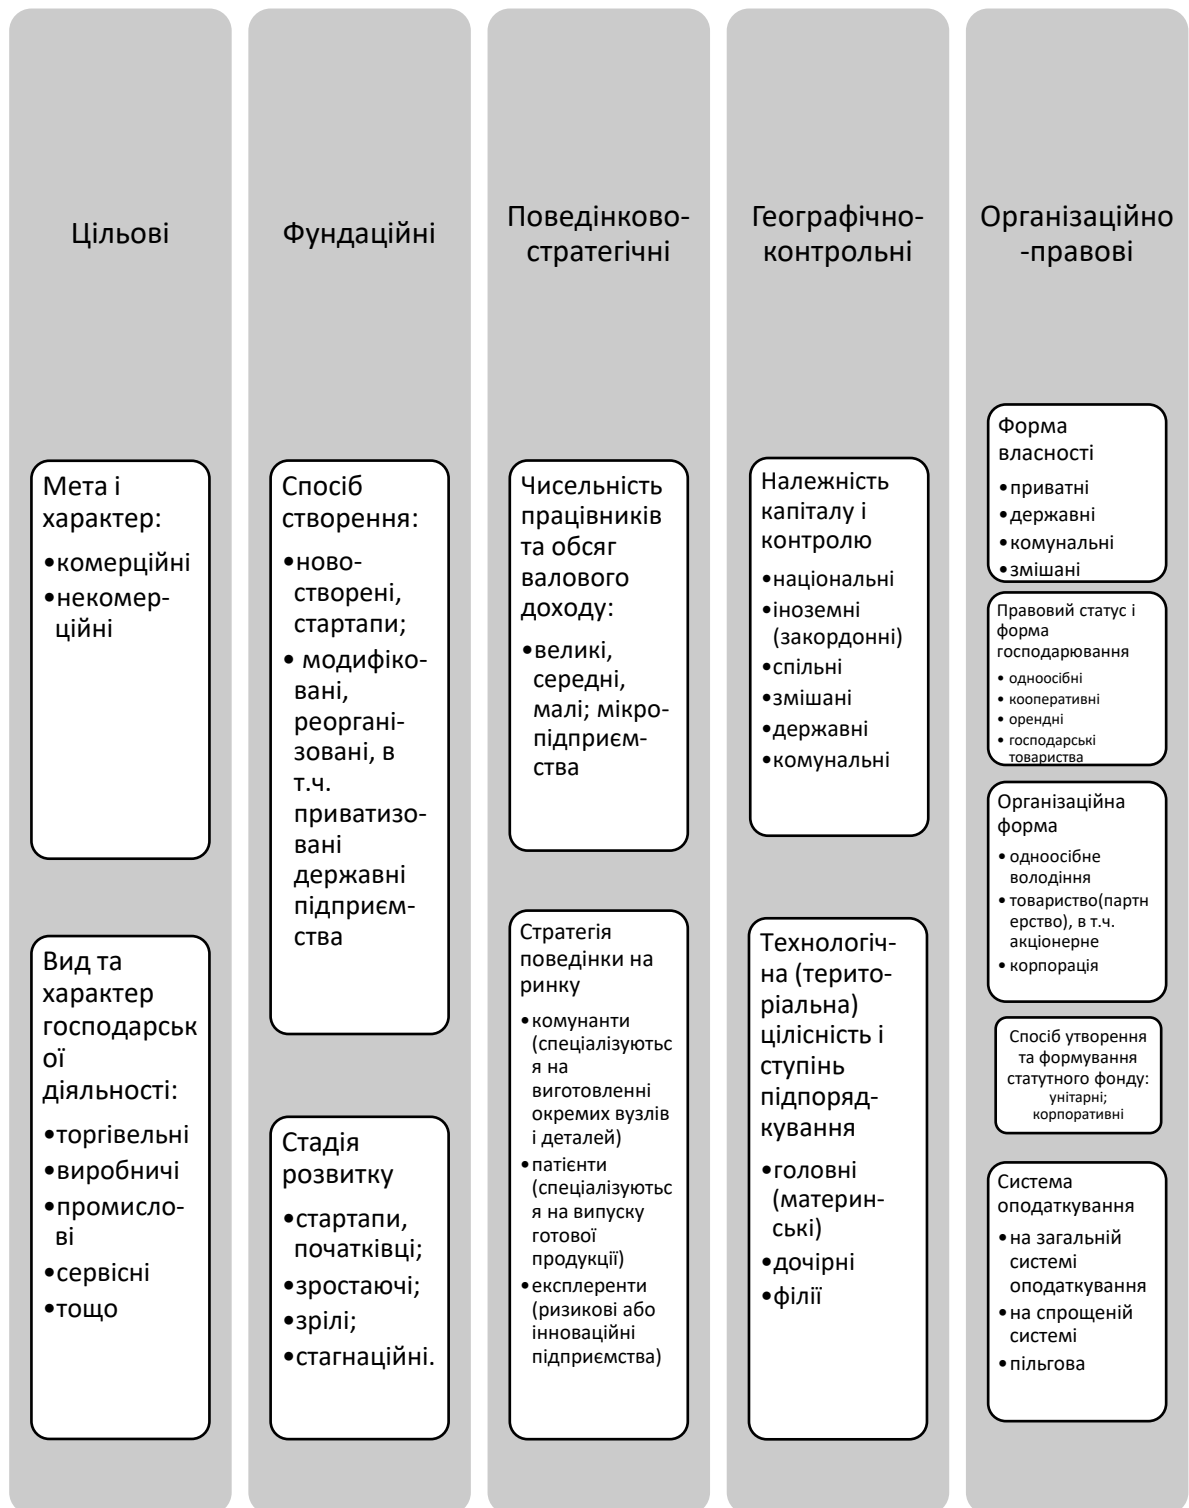 Цільові
Мета і
характер:
•комерційні
•некомер-
ційні
Вид та
характер
господарськ
ої
діяльності:
•торгівельні
•виробничі
•промисло-
ві
•сервісні
•тощо
Фундаційні
Спосіб
створення:
•ново-
створені,
стартапи;
• модифіко-
вані,
реоргані-
зовані, в
т.ч.
приватизо-
вані
державні
підприєм-
ства
Стадія
розвитку
•стартапи,
початківці;
•зростаючі;
•зрілі;
•стагнаційні.
Поведінково-
стратегічні
Чисельність
працівників
та обсяг
валового
доходу:
•великі,
середні,
малі; мікро-
підприєм-
ства
Стратегія
поведінки на
ринку
•комунанти
(спеціалізуютьс
я на
виготовленні
окремих вузлів
і деталей)
•патієнти
(спеціалізуютьс
я на випуску
готової
продукції)
•експлеренти
(ризикові або
інноваційні
підприємства)
Географічно-
контрольні
Належність
капіталу і
контролю
•національні
•іноземні
(закордонні)
•спільні
•змішані
•державні
•комунальні
Технологіч-
на (терито-
ріальна)
цілісність і
ступінь
підпоряд-
кування
•головні
(материн-
ські)
•дочірні
•філії
Організаційно
-правові
Форма
власності
•приватні
•державні
•комунальні
•змішані
Правовий статус і
форма
господарювання
• одноосібні
• кооперативні
• орендні
• господарські
товариства
Організаційна
форма
• одноосібне
володіння
• товариство(партн
ерство), в т.ч.
акціонерне
• корпорація
Спосіб утворення
та формування
статутного фонду:
унітарні;
корпоративні
Система
оподаткування
• на загальній
системі
оподаткування
• на спрощеній
системі
• пільгова